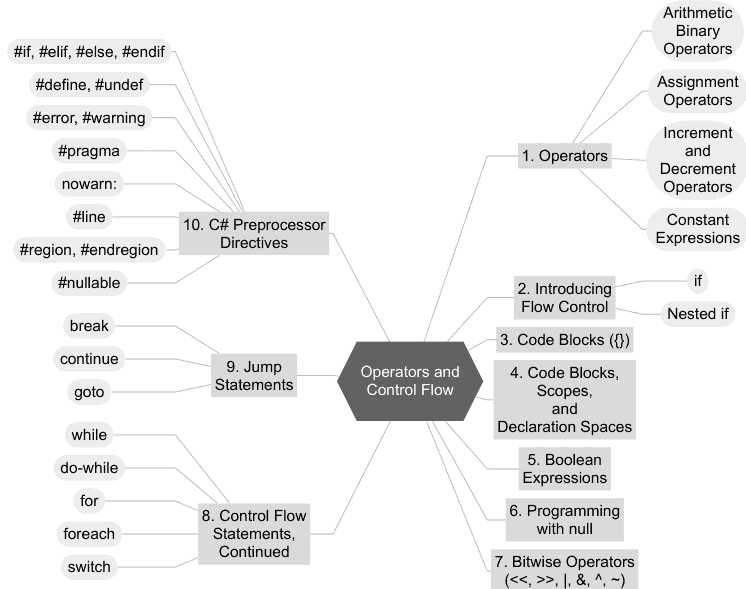 Operators and
Control Flow
1. Operators
Arithmetic
Binary
Operators
Assignment
Operators
Increment
and
Decrement
Operators
Constant
Expressions
2. Introducing
Flow Control
if
Nested if
3. Code Blocks ({})
4. Code Blocks,
Scopes,
and
Declaration Spaces
5. Boolean
Expressions
6. Programming
with null
7. Bitwise Operators
(<<, >>, |, &, ^, ~)
8. Control Flow
Statements,
Continued
while
do-while
for
foreach
switch
9. Jump
Statements
break
continue
goto
10. C# Preprocessor
Directives
#if, #elif, #else, #endif
#define, #undef
#error, #warning
#pragma
nowarn:
#line
#region, #endregion
#nullable